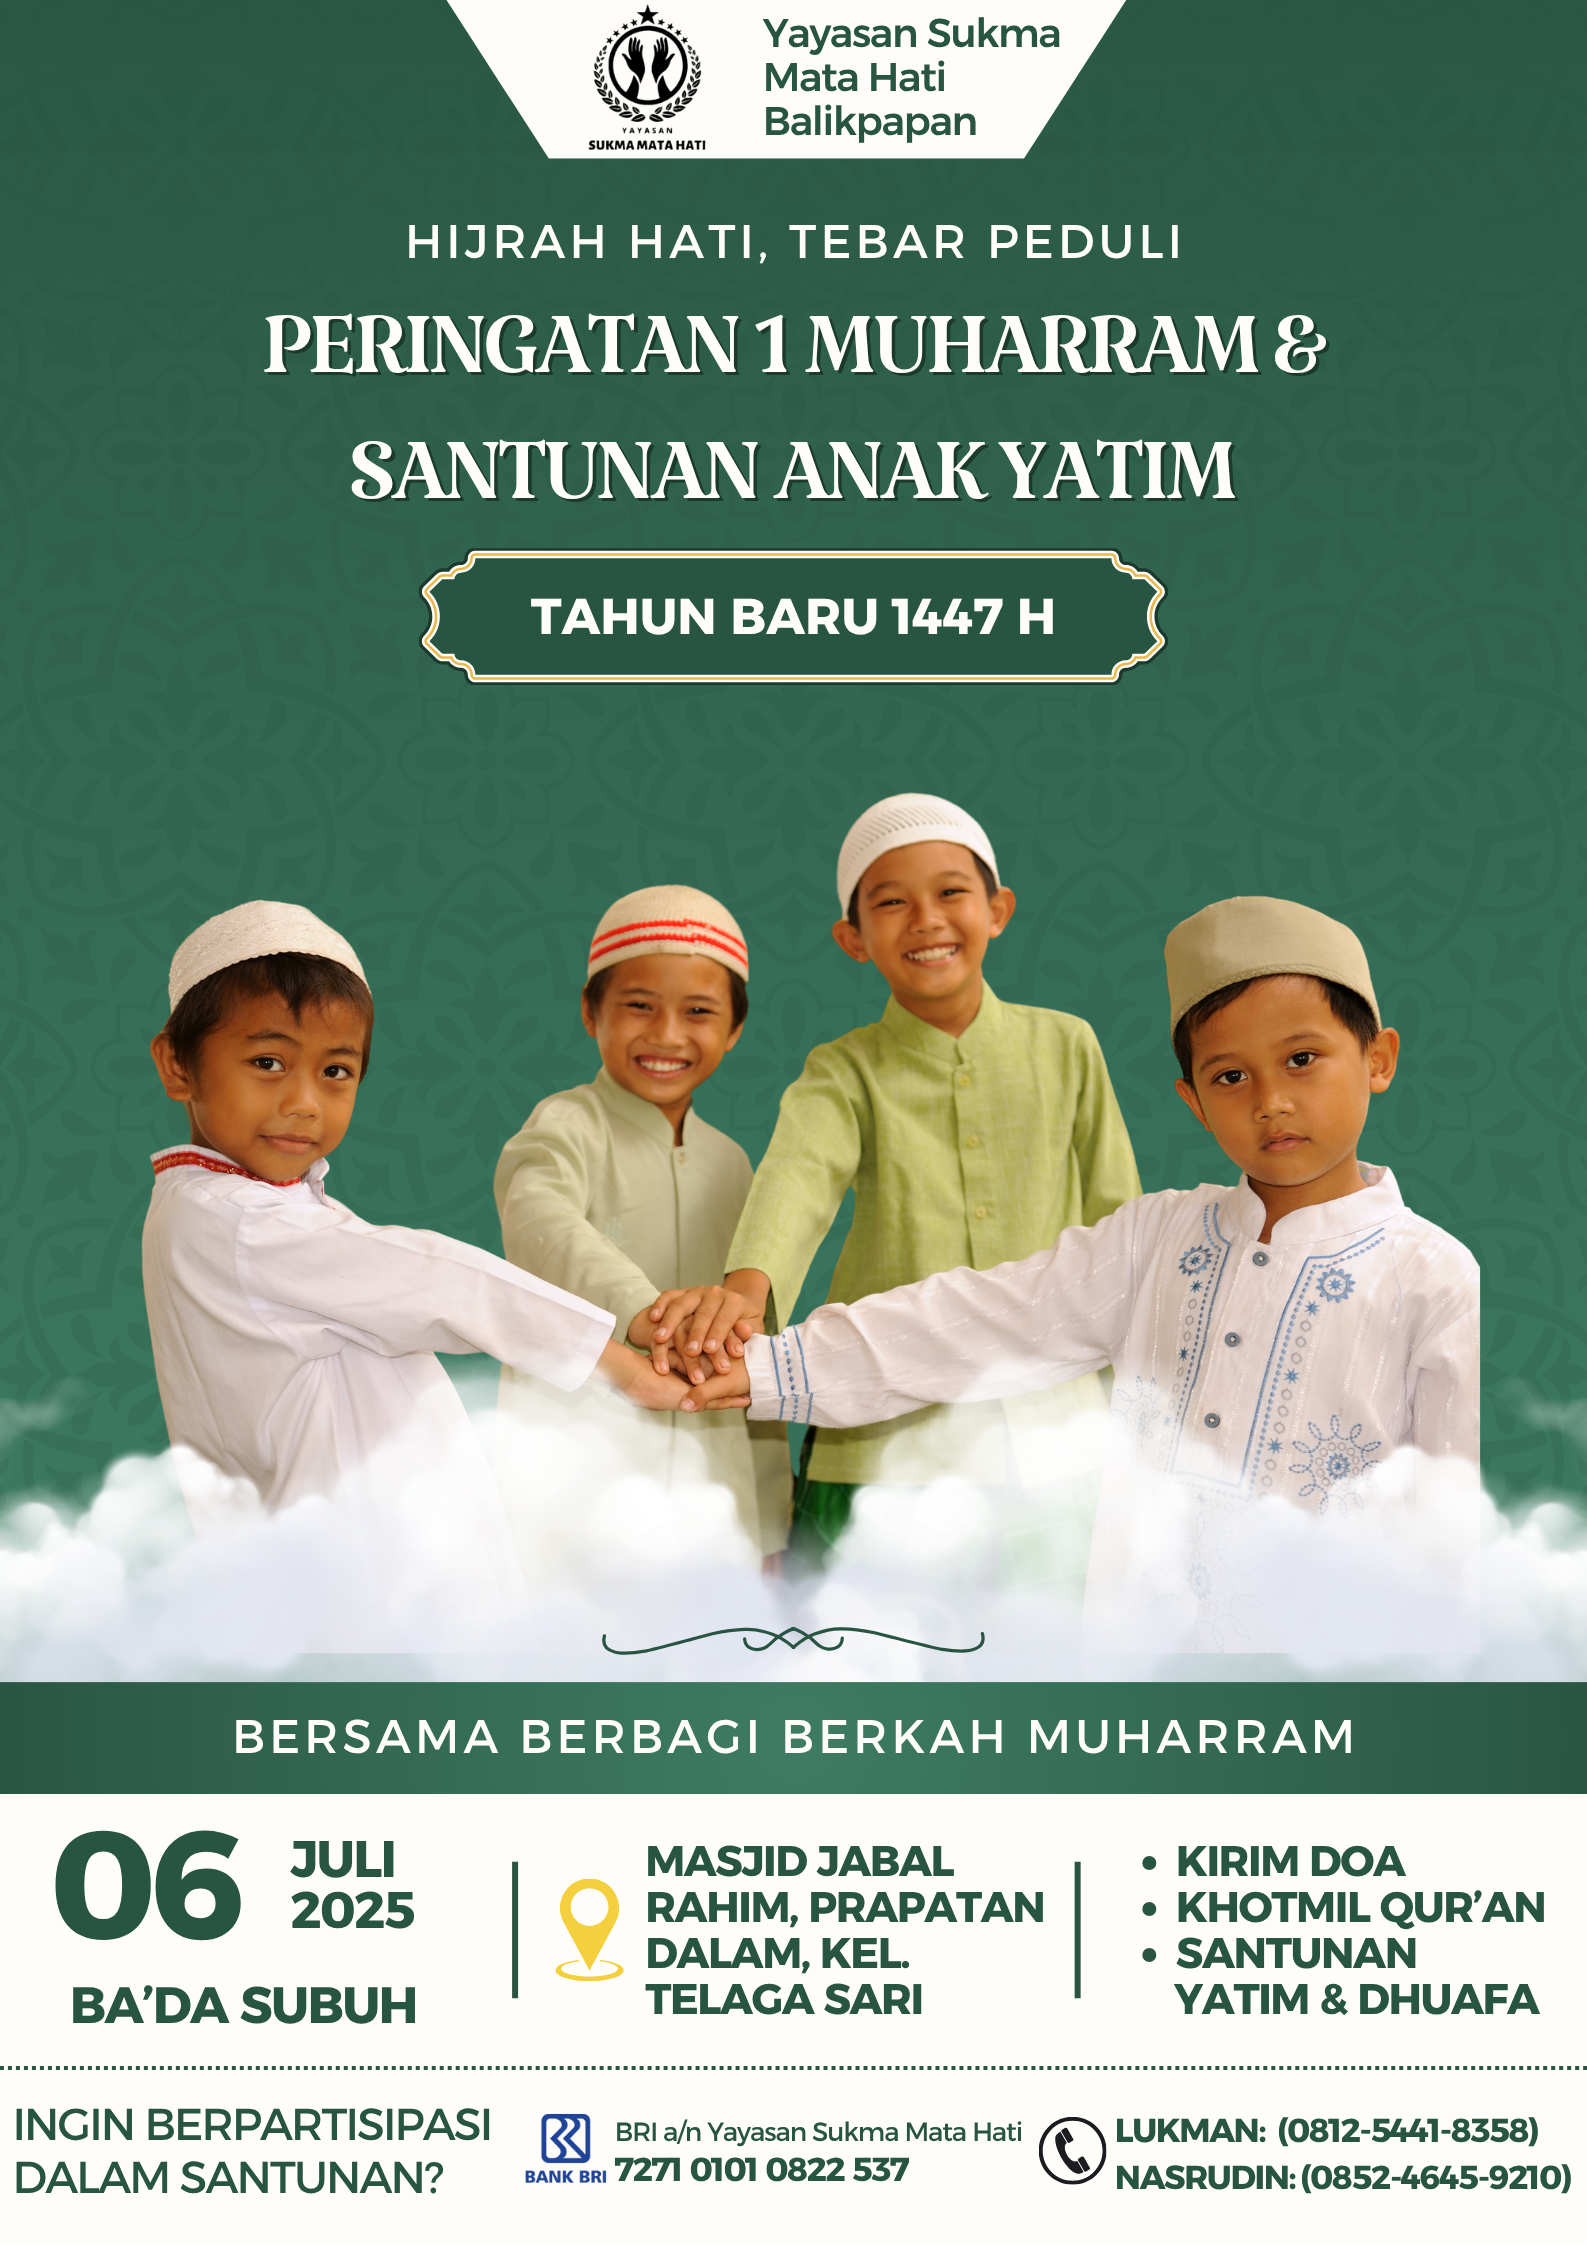 YAYASAN
SUKMA MATA HATI
Yayasan Sukma
Mata Hati
Balikpapan
HIJRAH HATI, TEBAR PEDULI
PERINGATAN 1 MUHARRAM &
SANTUNAN ANAK YATIM
TAHUN BARU 1447 H
BERSAMA BERBAGI BERKAH MUHARRAM
06
JULI
2025
BA'DA SUBUH
MASJID JABAL
RAHIM, PRAPATAN
DALAM, KEL.
TELAGA SARI
• KIRIM DOA
• KHOTMIL QUR'AN
• SANTUNAN
YATIM & DHUAFA
INGIN BERPARTISIPASI
DALAM SANTUNAN?
BANK BRI
BRI a/n Yayasan Sukma Mata Hati
7271 0101 0822 537
LUKMAN: (0812-5441-8358)
NASRUDIN: (0852-4645-9210)